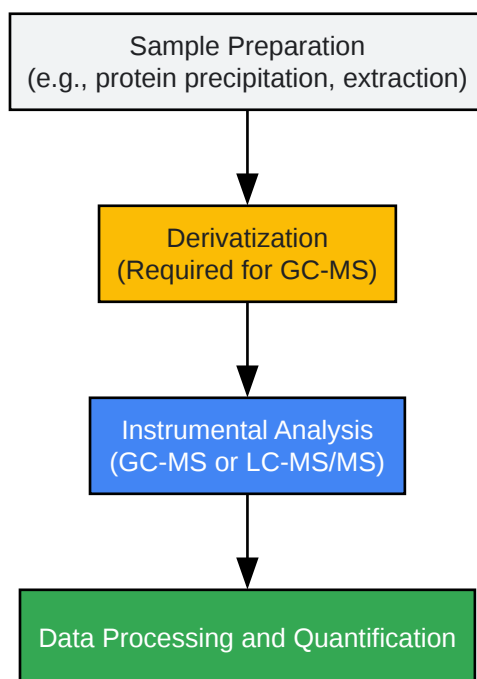 Sample Preparation
(e.g., protein precipitation, extraction)
Derivatization
(Required for GC-MS)
Instrumental Analysis
(GC-MS or LC-MS/MS)
Data Processing and Quantification